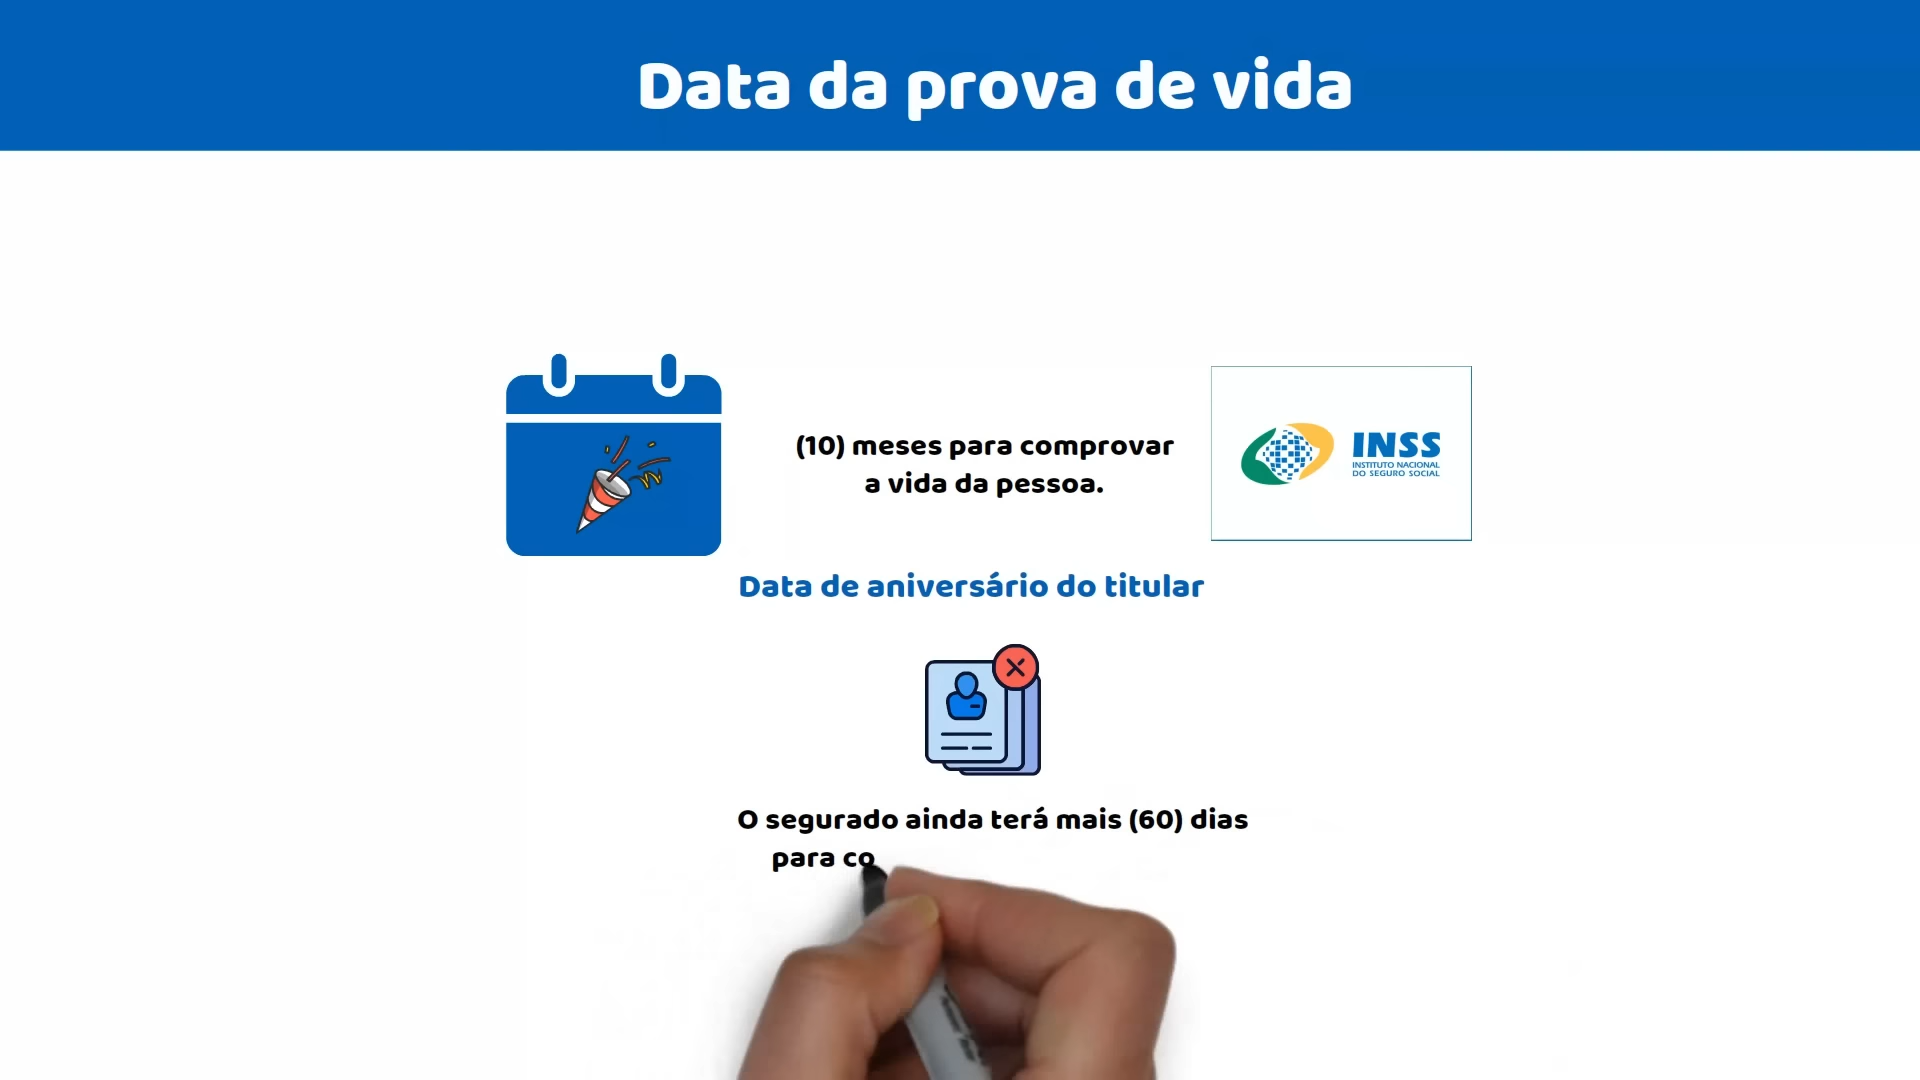 Data da prova de vida
(10) meses para comprovar
a vida da pessoa.
INSS
INSTITUTO NACIONAL
DO SEGURO SOCIAL
Data de aniversário do titular
O segurado ainda terá mais (60) dias
para co